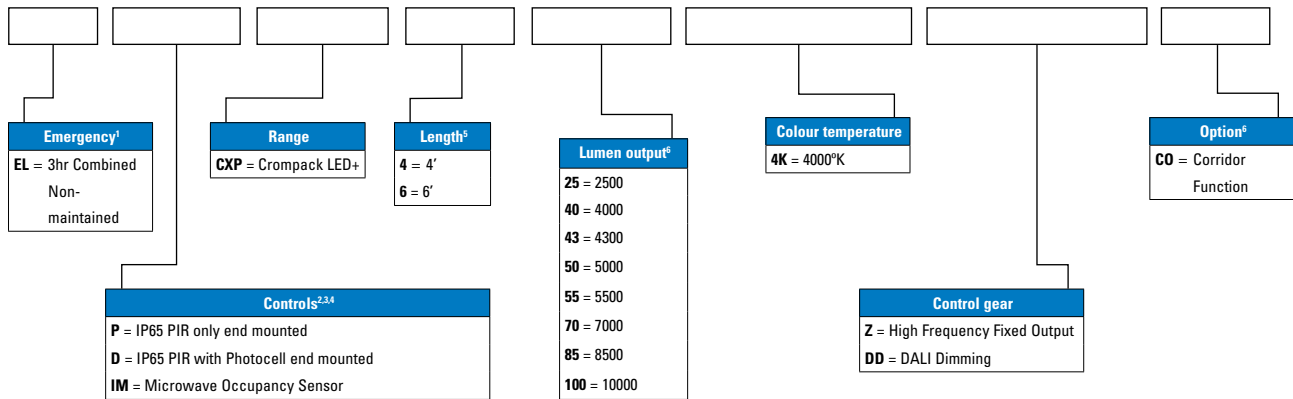 Emergency¹
EL = 3hr Combined
Non-
maintained
Controls²,³,⁴
P = IP65 PIR only end mounted
D = IP65 PIR with Photocell end mounted
IM = Microwave Occupancy Sensor
Range
CXP = Crompack LED+
Length⁵
4 = 4’
6 = 6’
Lumen output⁶
25 = 2500
40 = 4000
43 = 4300
50 = 5000
55 = 5500
70 = 7000
85 = 8500
100 = 10000
Colour temperature
4K = 4000ºK
Control gear
Z = High Frequency Fixed Output
DD = DALI Dimming
Option⁶
CO = Corridor
Function